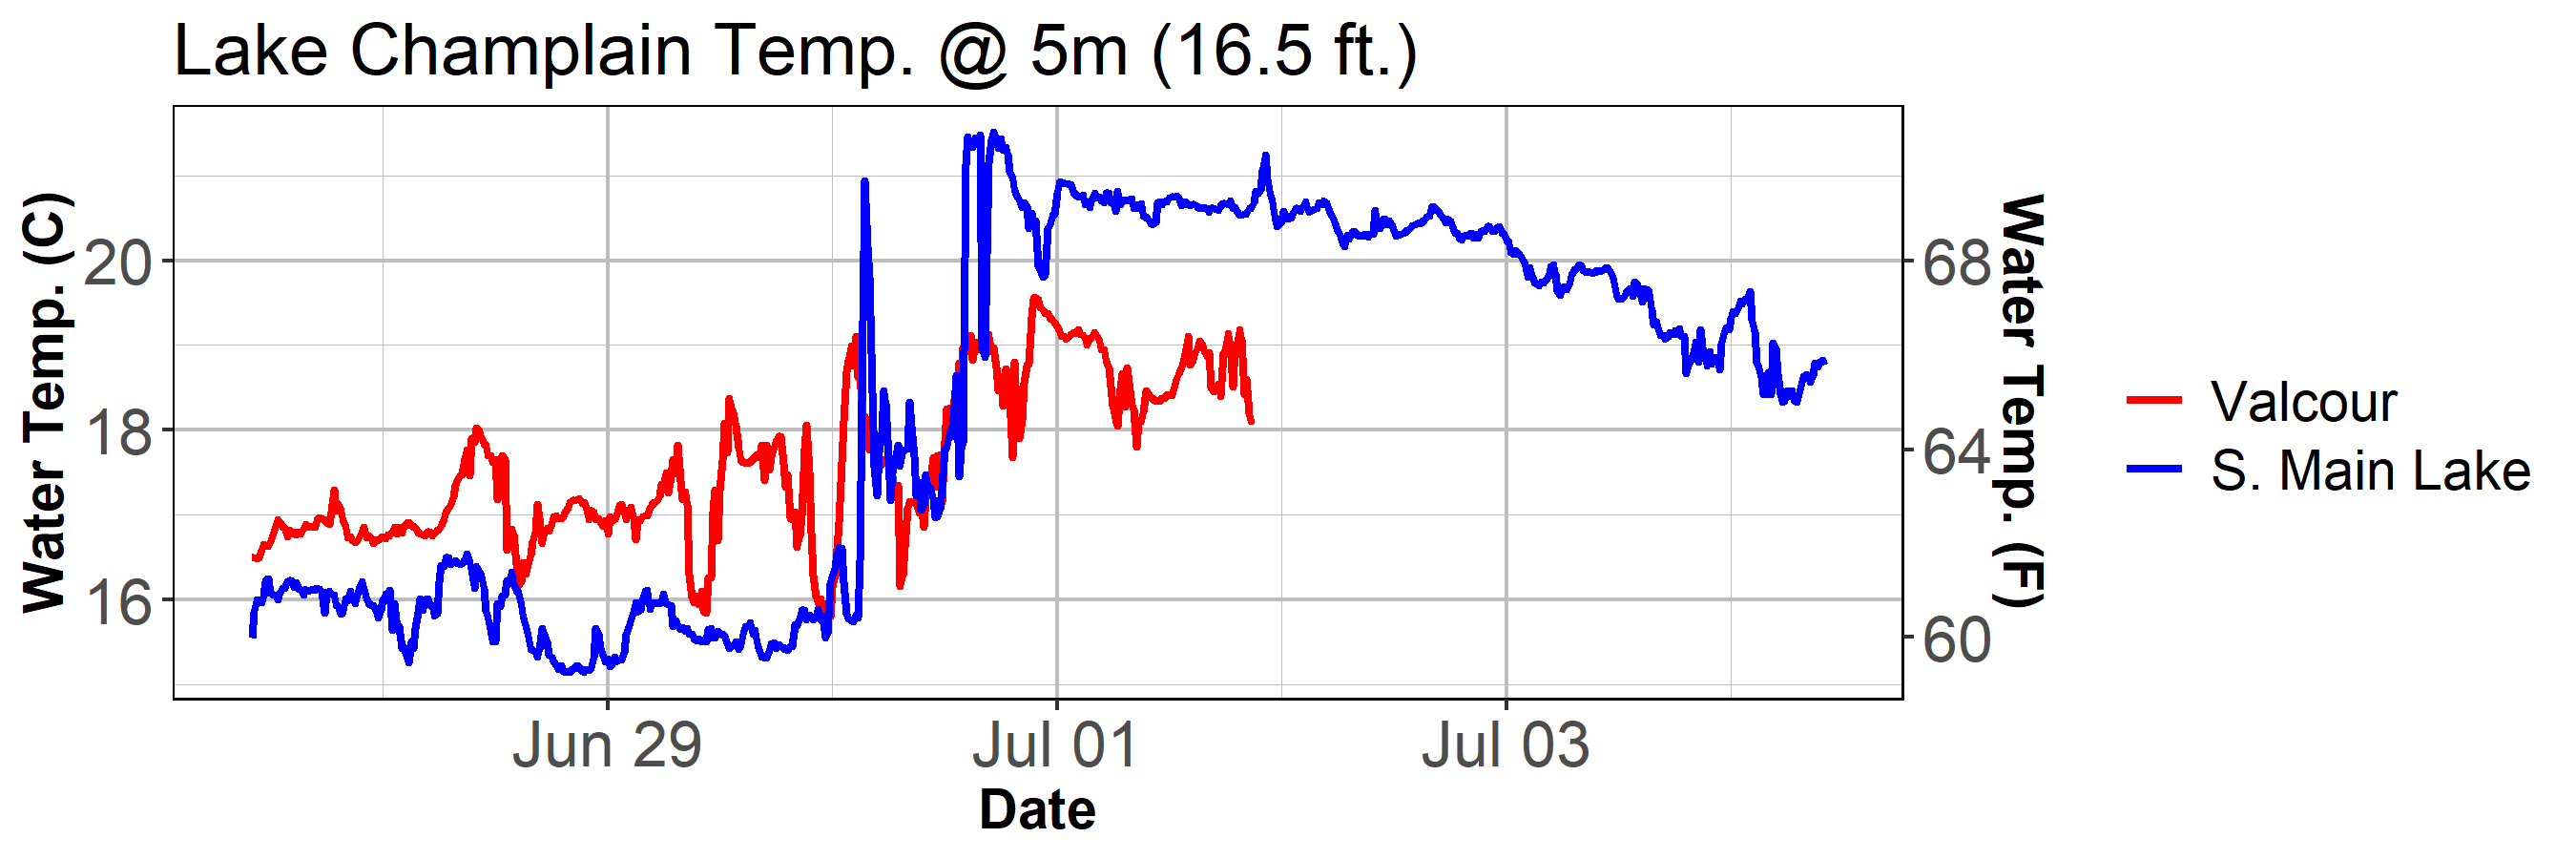 Lake Champlain Temp. @ 5m (16.5 ft.)
Water Temp. (C)
20
18
16
68
64
60
Water Temp. (F)
Jun 29
Jul 01
Jul 03
Date
Valcour
S. Main Lake